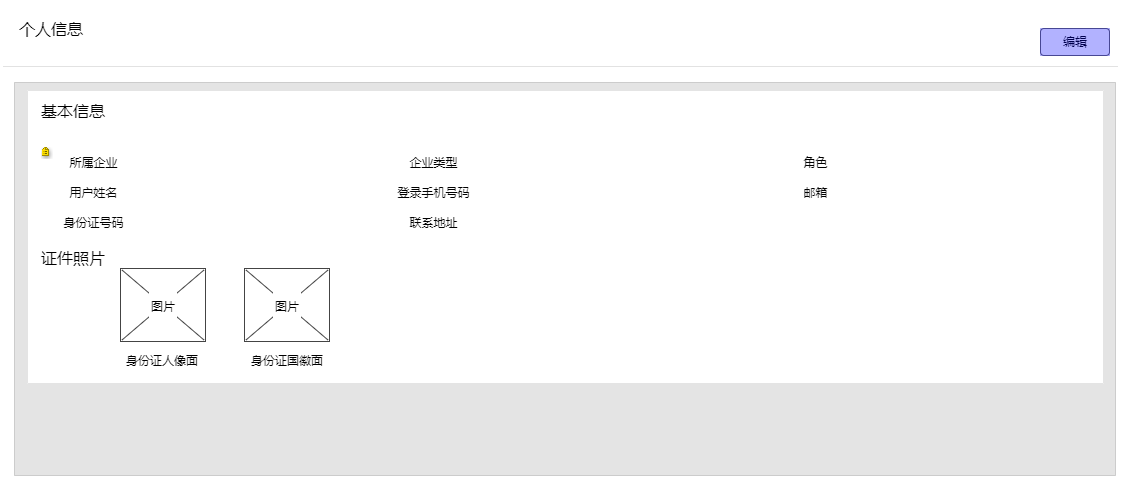 个人信息
编辑
基本信息
所属企业 企业类型 角色
用户姓名 登录手机号码 邮箱
身份证号码 联系地址
证件照片
图片 图片
身份证人像面 身份证国徽面